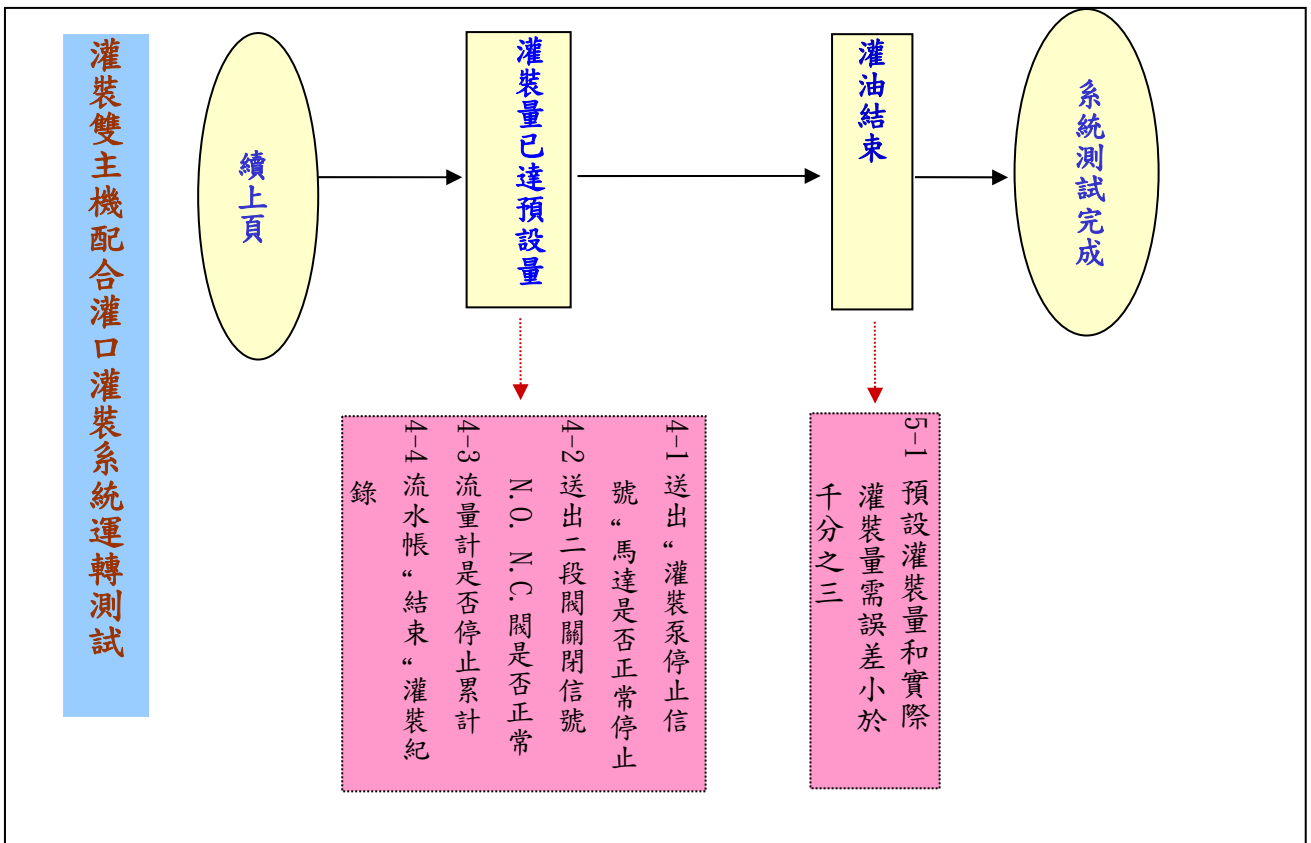 灌裝雙主機配合灌口灌裝系統運轉測試
續上頁
灌裝量已達預設量
灌油結束
系統測試完成
4-1 送出“灌裝泵停止信
號“馬達是否正常停止
4-2 送出二段閥關閉信號
N.O. N.C. 閥是否正常
4-3 流量計是否停止累計
4-4 流水帳“結束“灌裝紀
錄
5-1 預設灌裝量和實際
灌裝量需誤差小於
千分之三